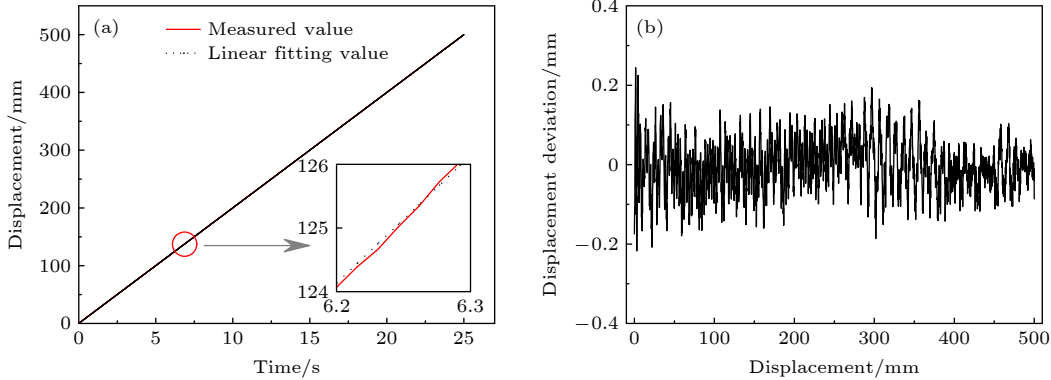 (a)
Measured value
Linear fitting value
Displacement/mm
500
400
300
200
100
0
0 5 10 15 20 25
Time/s
126
125
124
6.2 6.3
(b)
Displacement deviation/mm
0.4
0.2
0
−0.2
−0.4
0 100 200 300 400 500
Displacement/mm